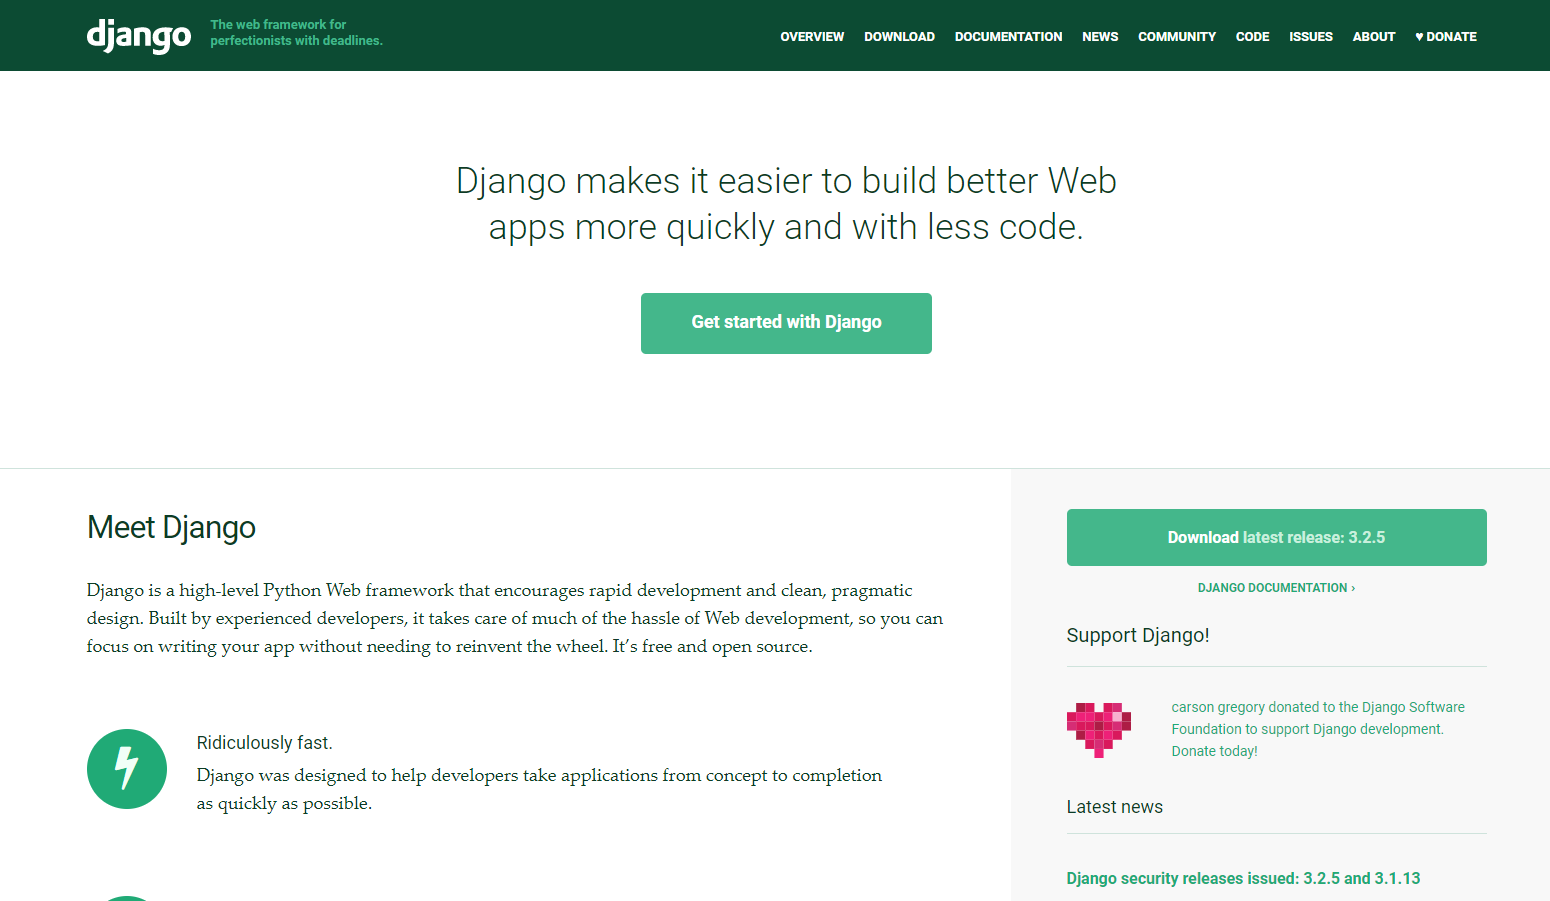 django
The web framework for
perfectionists with deadlines.
OVERVIEW DOWNLOAD DOCUMENTATION NEWS COMMUNITY CODE ISSUES ABOUT ♥ DONATE
Django makes it easier to build better Web
apps more quickly and with less code.
Get started with Django
Meet Django
Django is a high-level Python Web framework that encourages rapid development and clean, pragmatic
design. Built by experienced developers, it takes care of much of the hassle of Web development, so you can
focus on writing your app without needing to reinvent the wheel. It’s free and open source.
Ridiculously fast.
Django was designed to help developers take applications from concept to completion
as quickly as possible.
Download latest release: 3.2.5
DJANGO DOCUMENTATION ›
Support Django!
carson gregory donated to the Django Software
Foundation to support Django development.
Donate today!
Latest news
Django security releases issued: 3.2.5 and 3.1.13